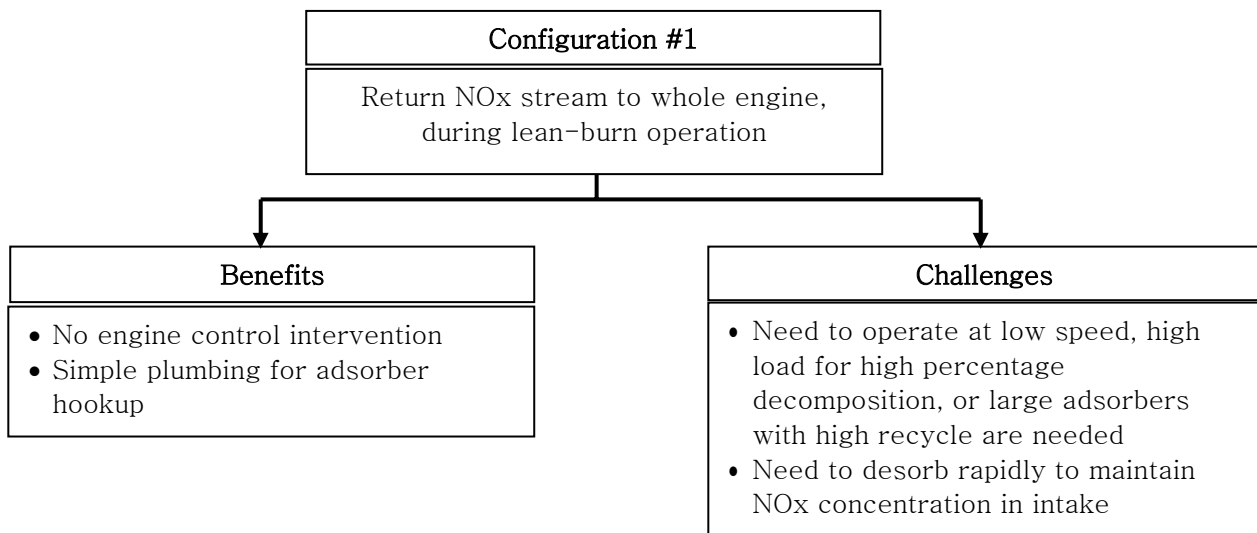 Configuration #1
Return NOx stream to whole engine,
during lean-burn operation
Benefits
• No engine control intervention
• Simple plumbing for adsorber
hookup
Challenges
• Need to operate at low speed, high
load for high percentage
decomposition, or large adsorbers
with high recycle are needed
• Need to desorb rapidly to maintain
NOx concentration in intake